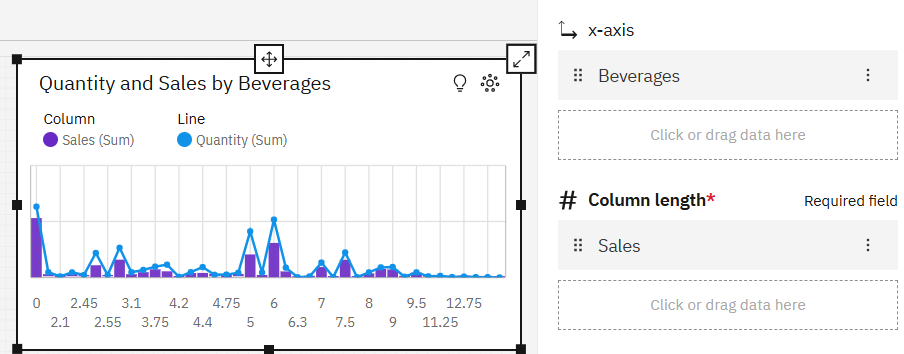 Quantity and Sales by Beverages
Column
Line
Sales (Sum)
Quantity (Sum)
0 2.45 3.1 4.2 4.75 6 7 8 9.5 12.75
2.1 2.55 3.75 4.4 5 6.3 7.5 9 11.25
x-axis
Beverages
Click or drag data here
# Column length*
Required field
Sales
Click or drag data here